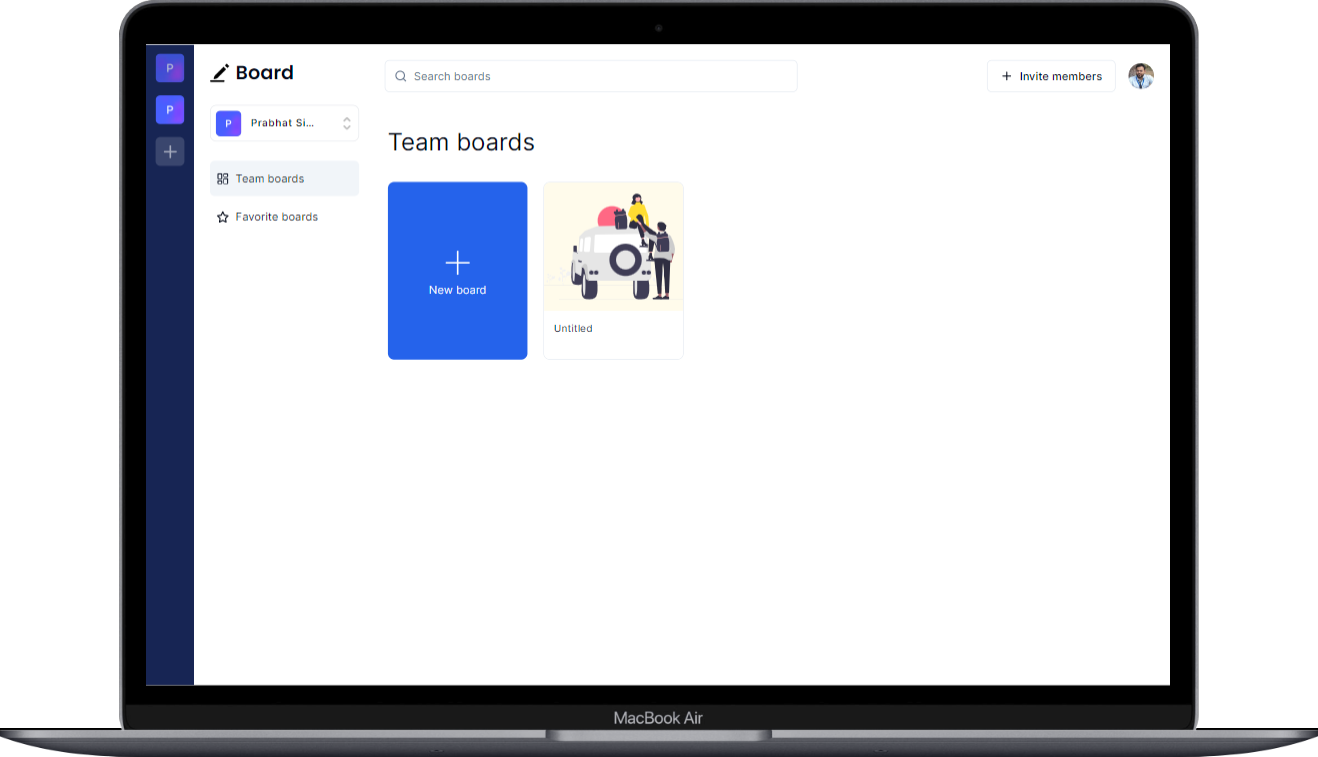 P
P
Board
Search boards
Invite members
P
Prabhat Si...
Team boards
Favorite boards
Team boards
New board
Untitled
MacBook Air